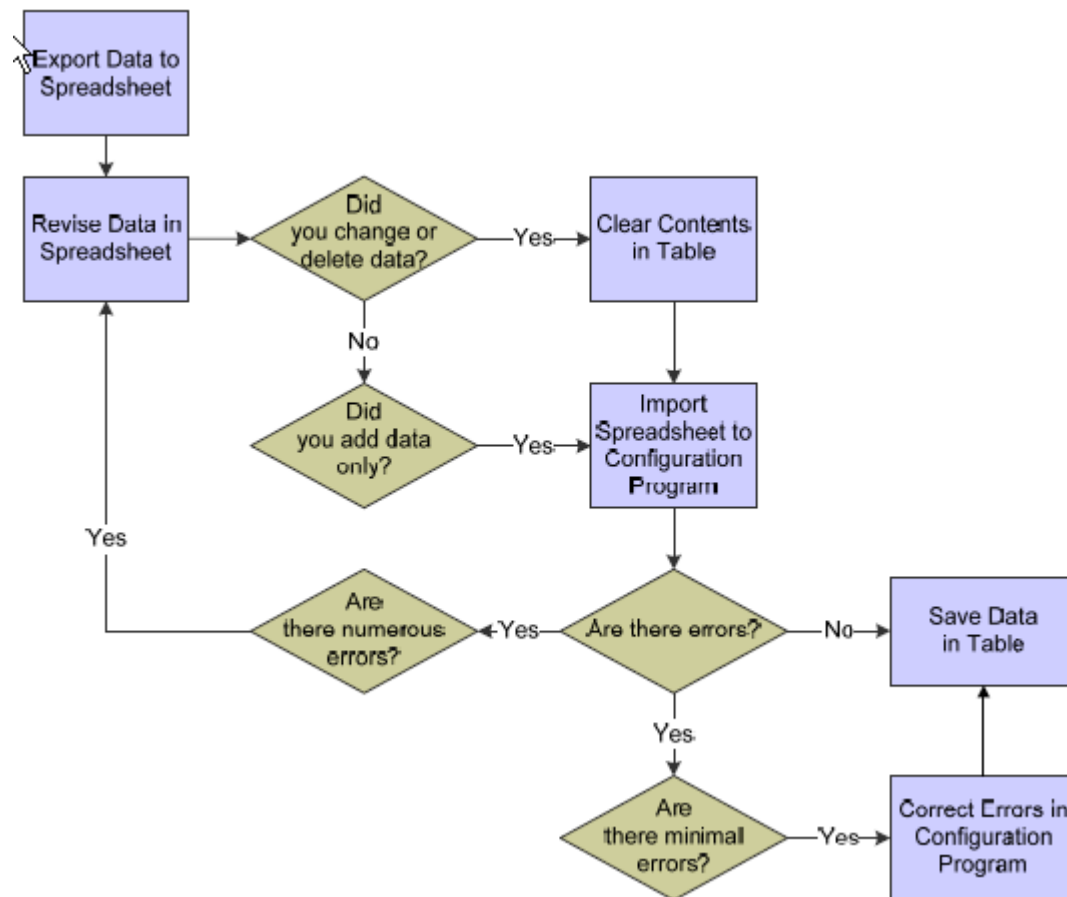 Export Data to
Spreadsheet
Revise Data in
Spreadsheet
Did
you change or
delete data?
Yes
Clear Contents
in Table
No
Did
you add data
only?
Yes
Import
Spreadsheet to
Configuration
Program
Yes
Are
there numerous
errors?
Yes
Are there errors?
No
Save Data
in Table
Yes
Are
there minimal
errors?
Yes
Correct Errors in
Configuration
Program